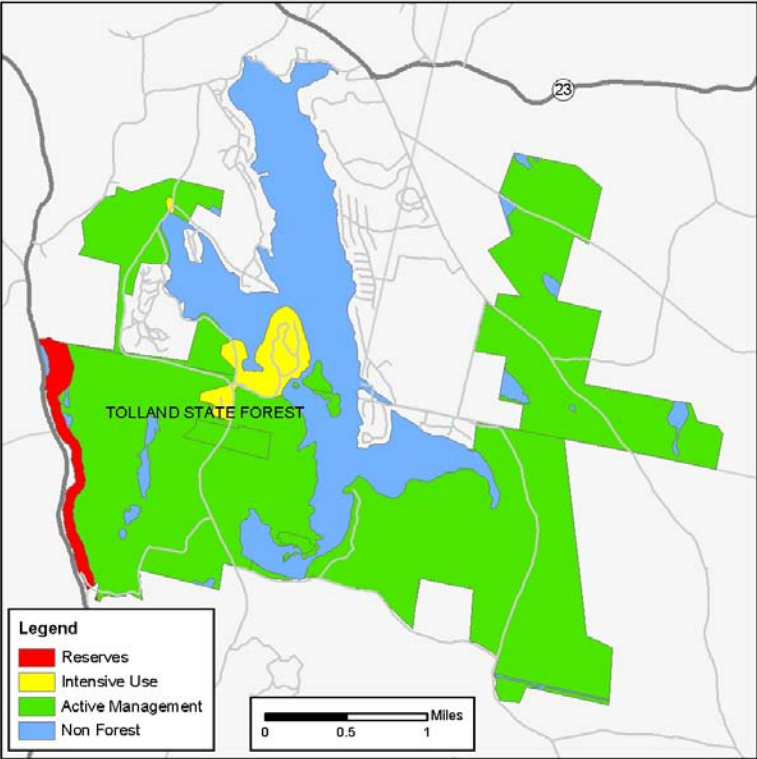 23
TOLLAND STATE FOREST
Legend
Reserves
Intensive Use
Active Management
Non Forest
Miles
0 0.5 1